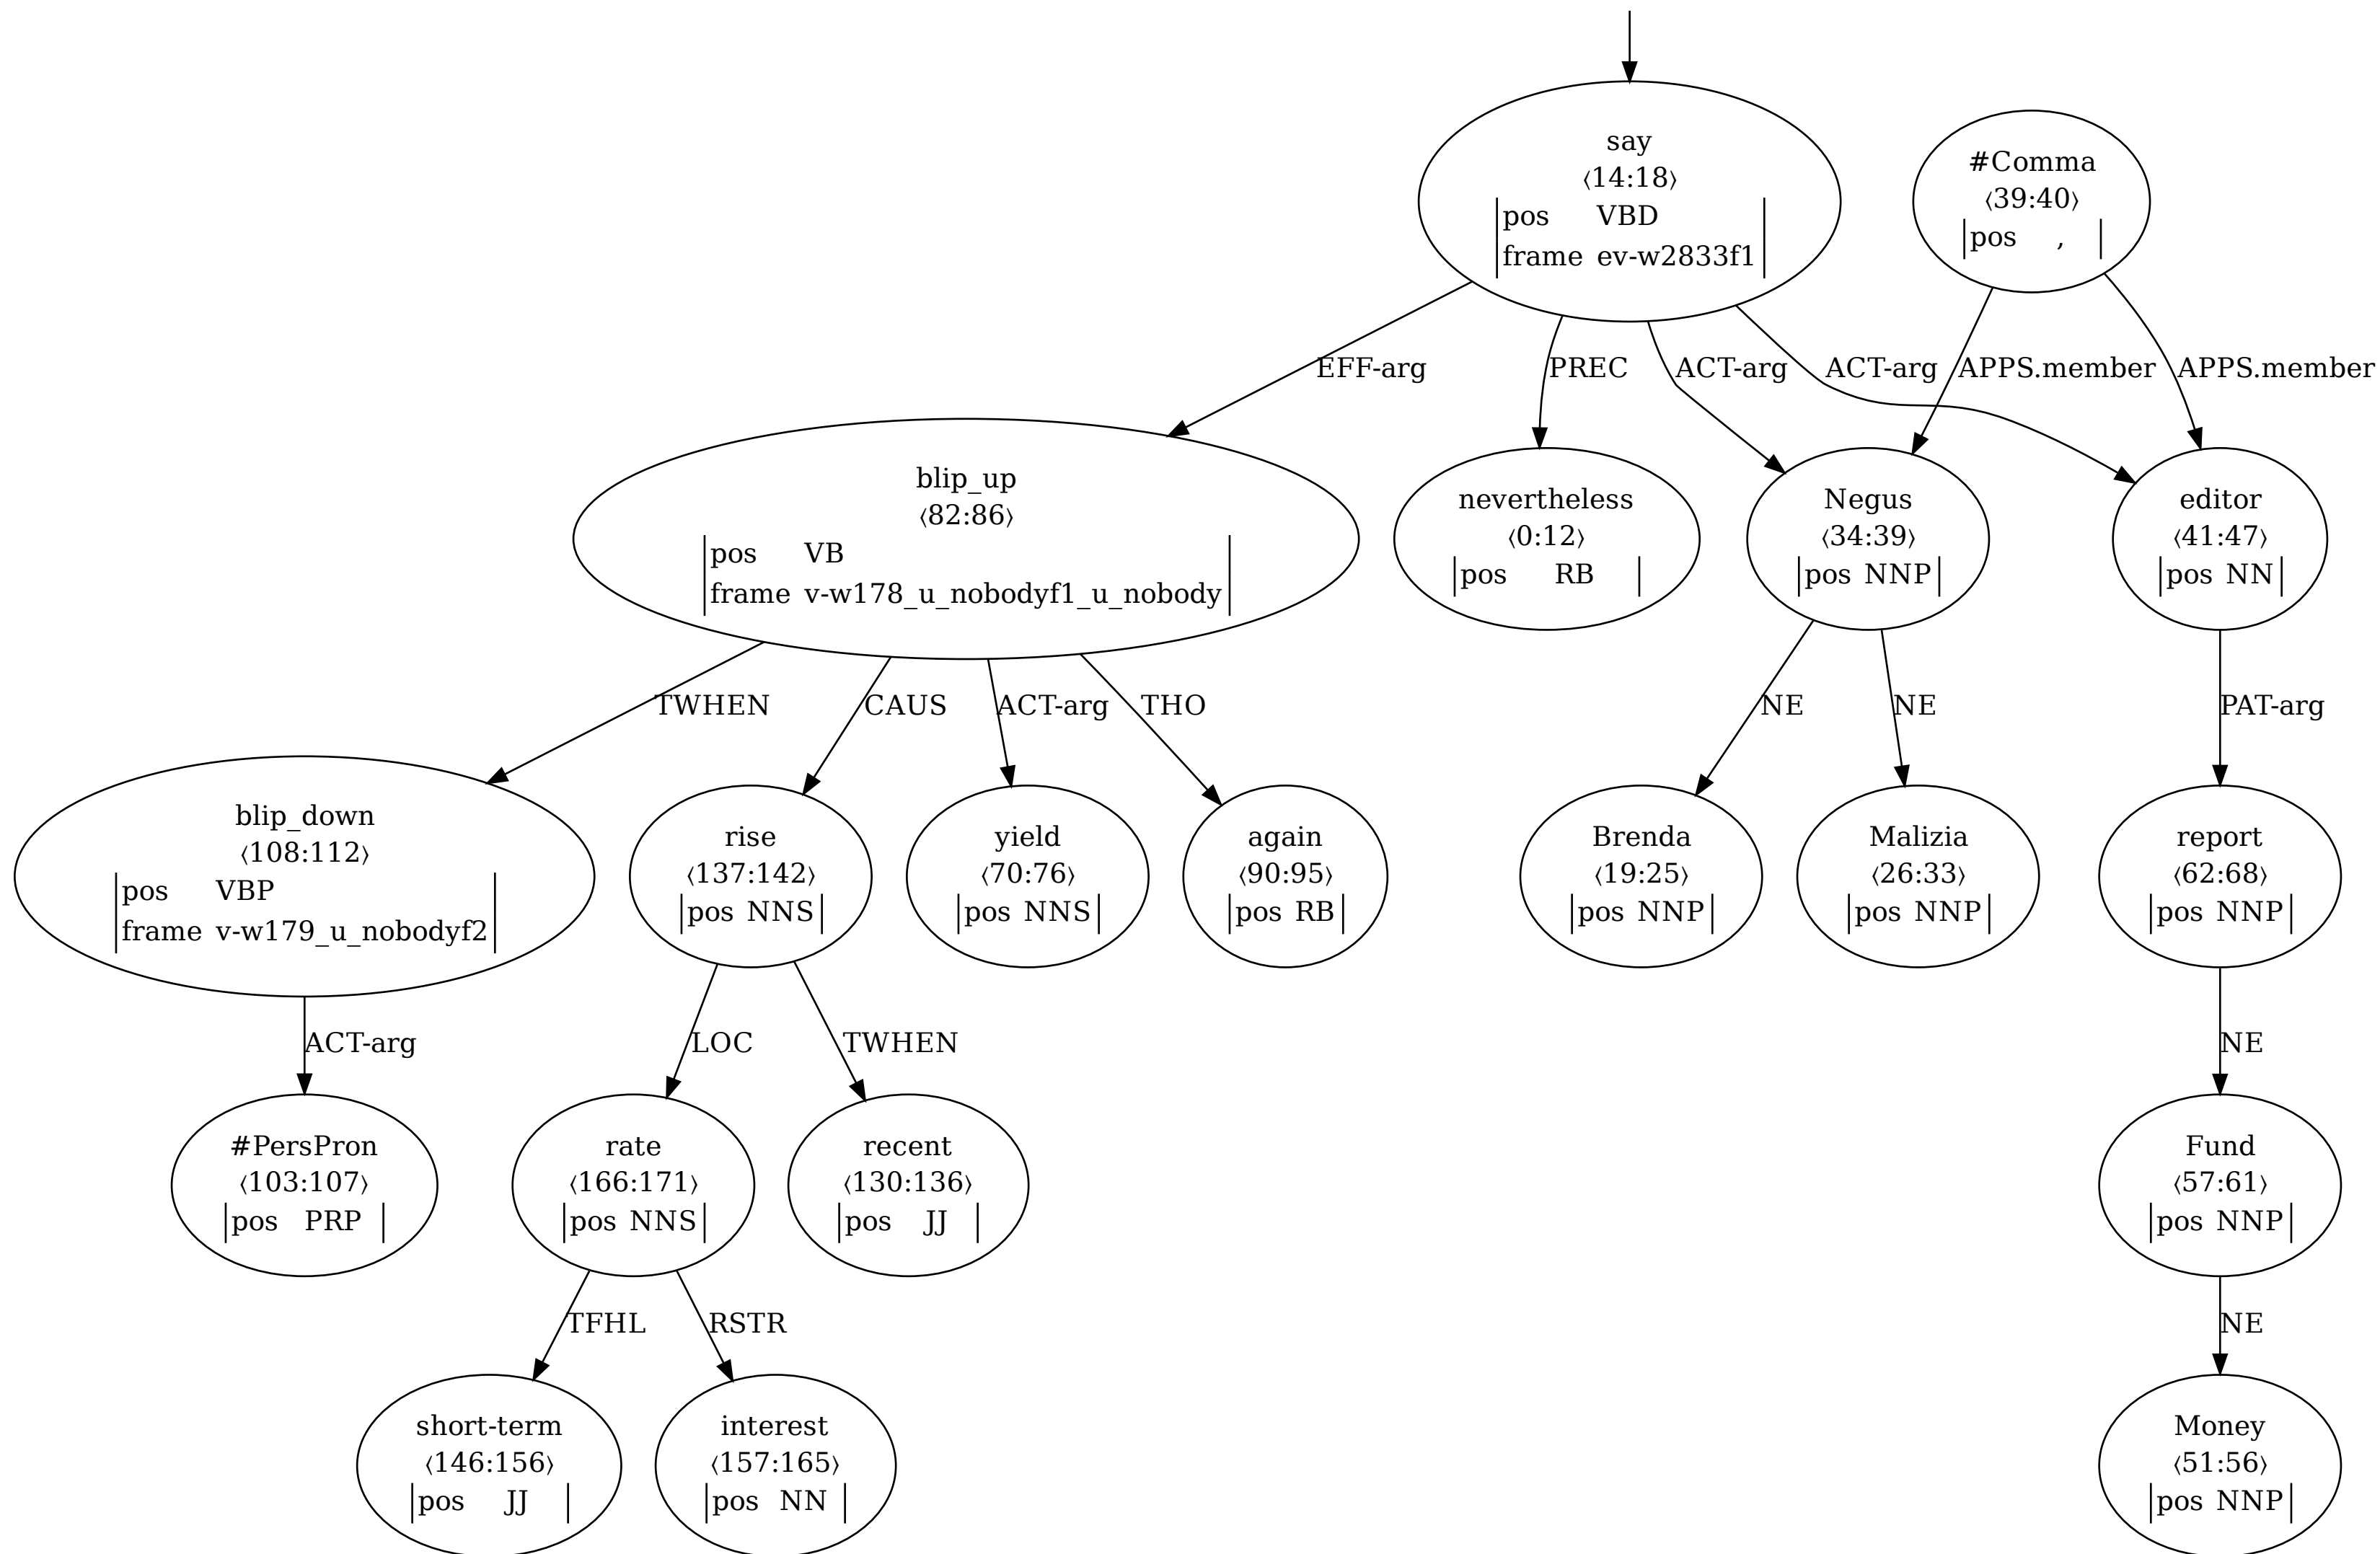 say
⟨14:18⟩
pos VBD
frame ev-w2833f1
#Comma
⟨39:40⟩
pos ,
EFF-arg
PREC
ACT-arg
ACT-arg
APPS.member
APPS.member
blip_up
⟨82:86⟩
pos VB
frame v-w178_u_nobodyf1_u_nobody
nevertheless
⟨0:12⟩
pos RB
Negus
⟨34:39⟩
pos NNP
editor
⟨41:47⟩
pos NN
TWHEN
CAUS
ACT-arg
THO
NE
NE
PAT-arg
blip_down
⟨108:112⟩
pos VBP
frame v-w179_u_nobodyf2
rise
⟨137:142⟩
pos NNS
yield
⟨70:76⟩
pos NNS
again
⟨90:95⟩
pos RB
Brenda
⟨19:25⟩
pos NNP
Malizia
⟨26:33⟩
pos NNP
report
⟨62:68⟩
pos NNP
ACT-arg
LOC
TWHEN
NE
#PersPron
⟨103:107⟩
pos PRP
rate
⟨166:171⟩
pos NNS
recent
⟨130:136⟩
pos JJ
Fund
⟨57:61⟩
pos NNP
TFHL
RSTR
NE
short-term
⟨146:156⟩
pos JJ
interest
⟨157:165⟩
pos NN
Money
⟨51:56⟩
pos NNP